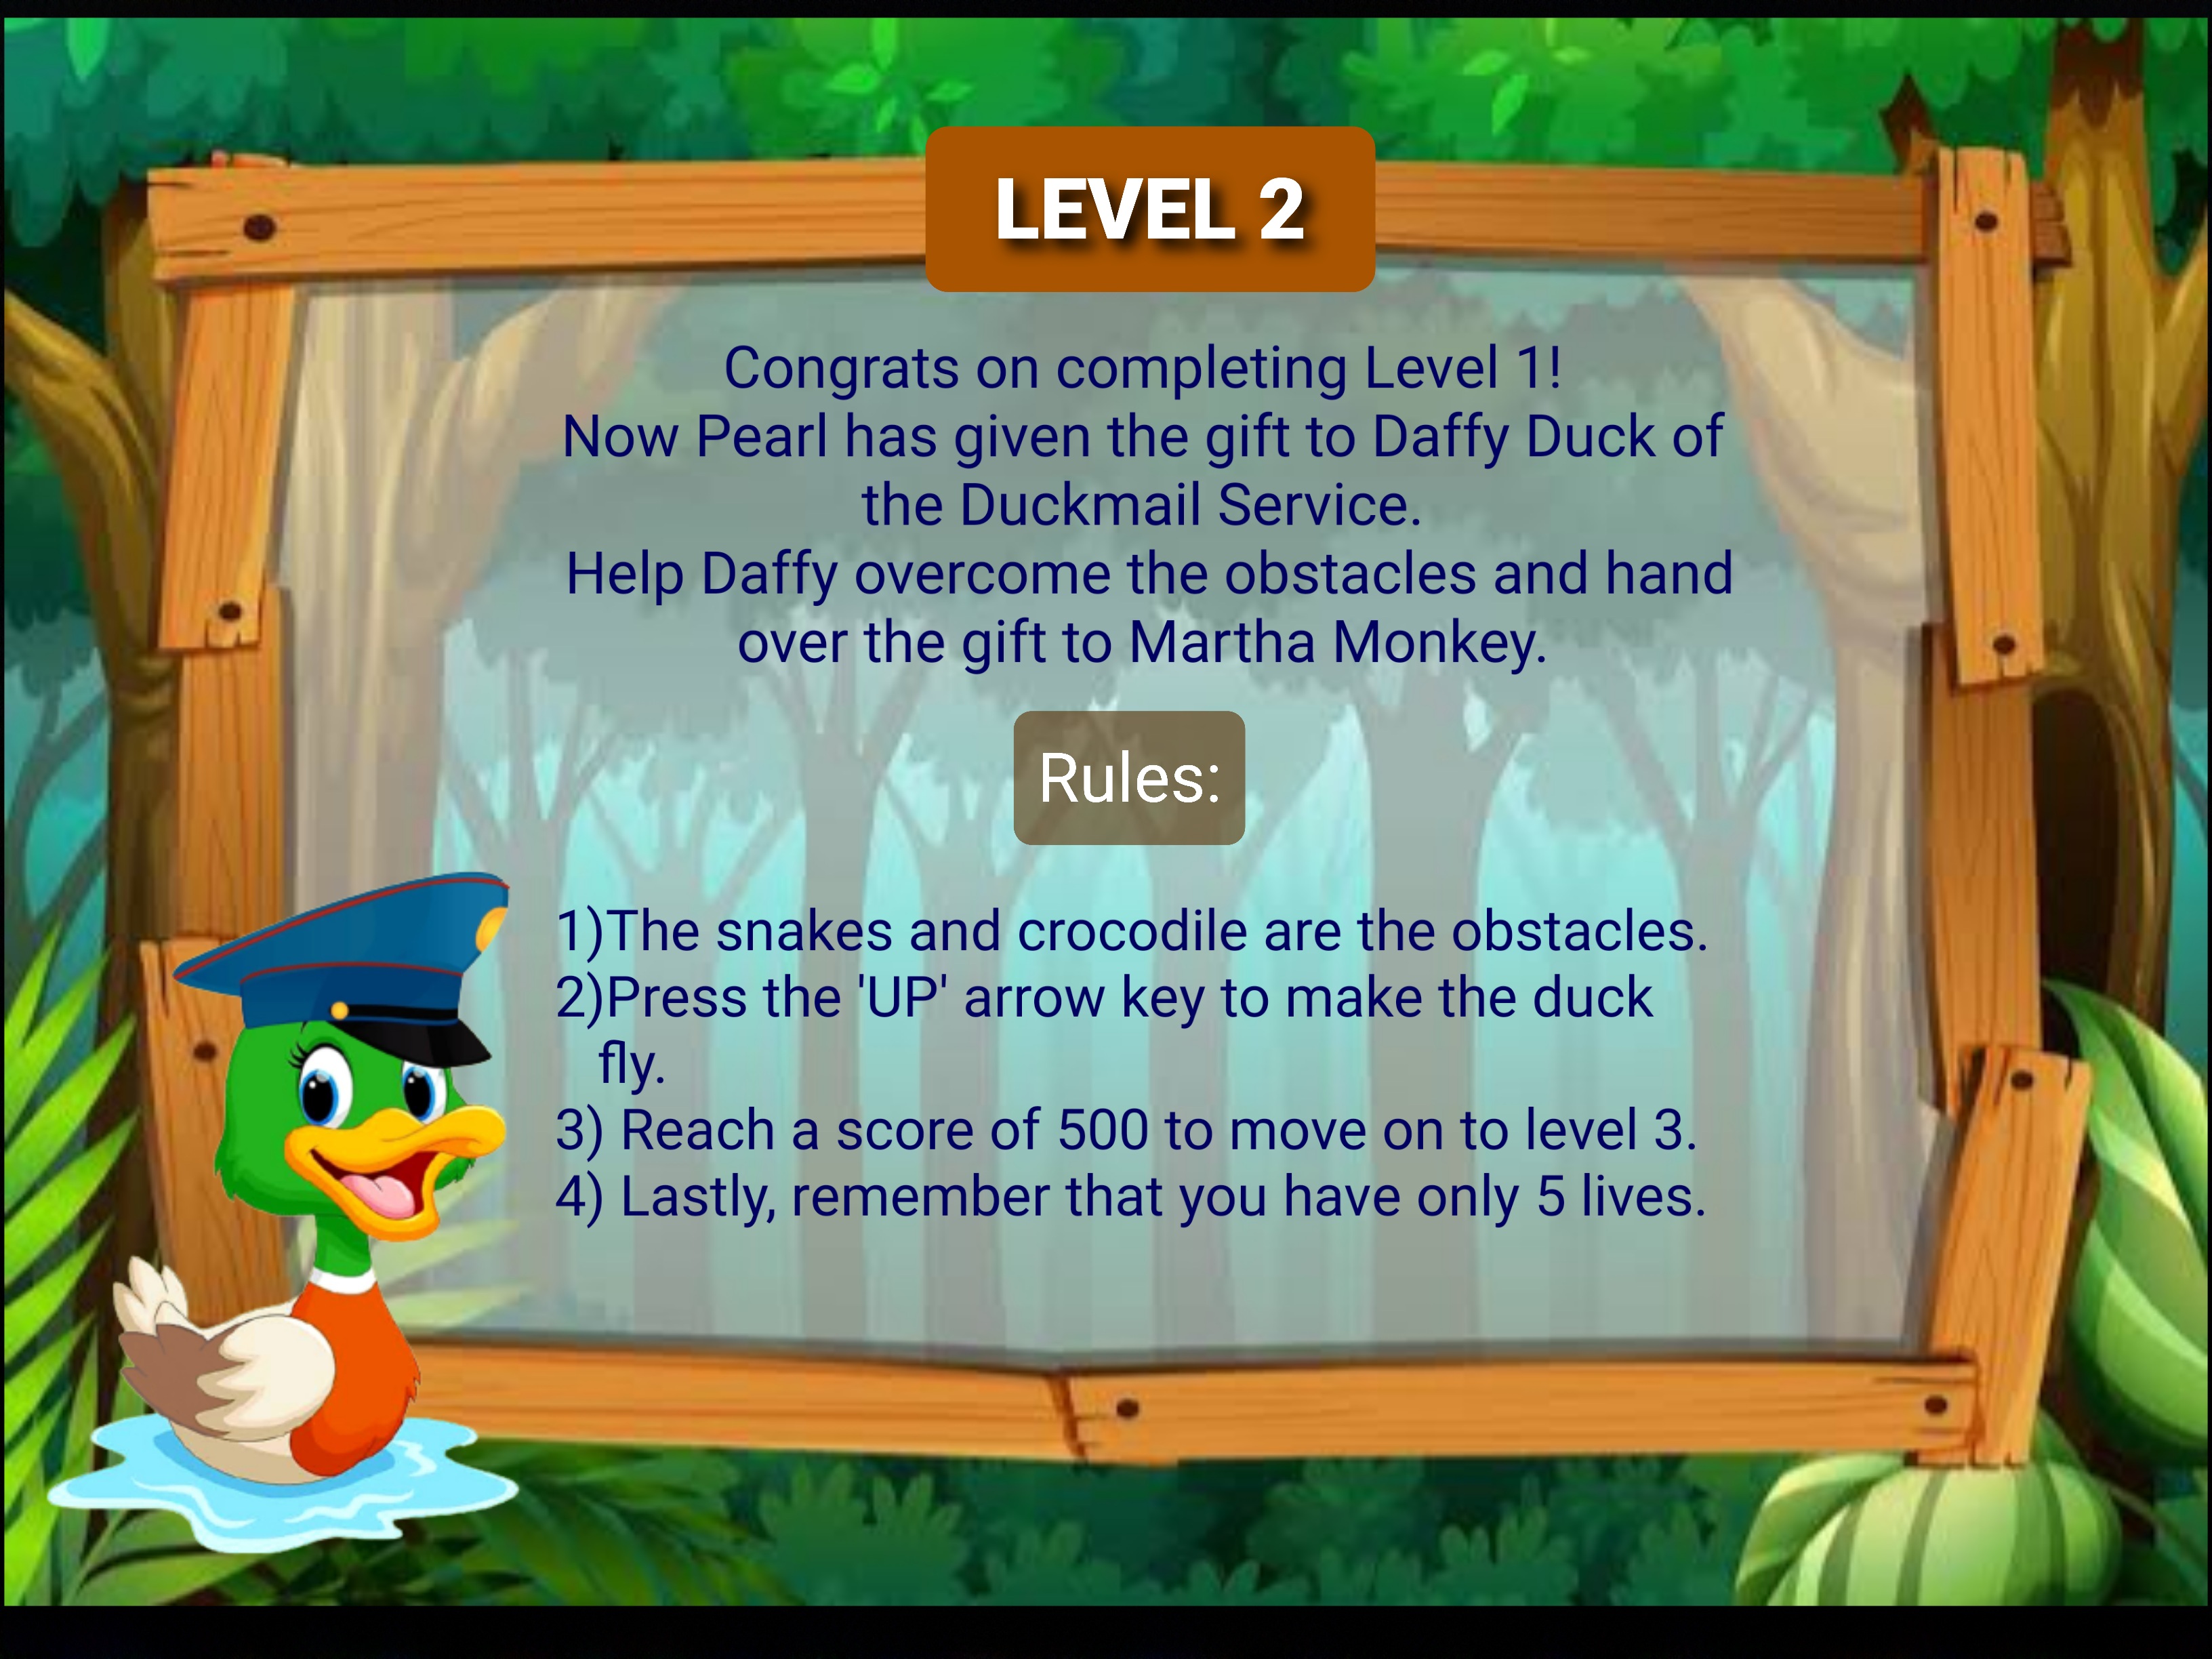 LEVEL 2
Congrats on completing Level 1!
Now Pearl has given the gift to Daffy Duck of
the Duckmail Service.
Help Daffy overcome the obstacles and hand
over the gift to Martha Monkey.
Rules:
1)The snakes and crocodile are the obstacles.
2)Press the 'UP' arrow key to make the duck
fly.
3) Reach a score of 500 to move on to level 3.
4) Lastly, remember that you have only 5 lives.